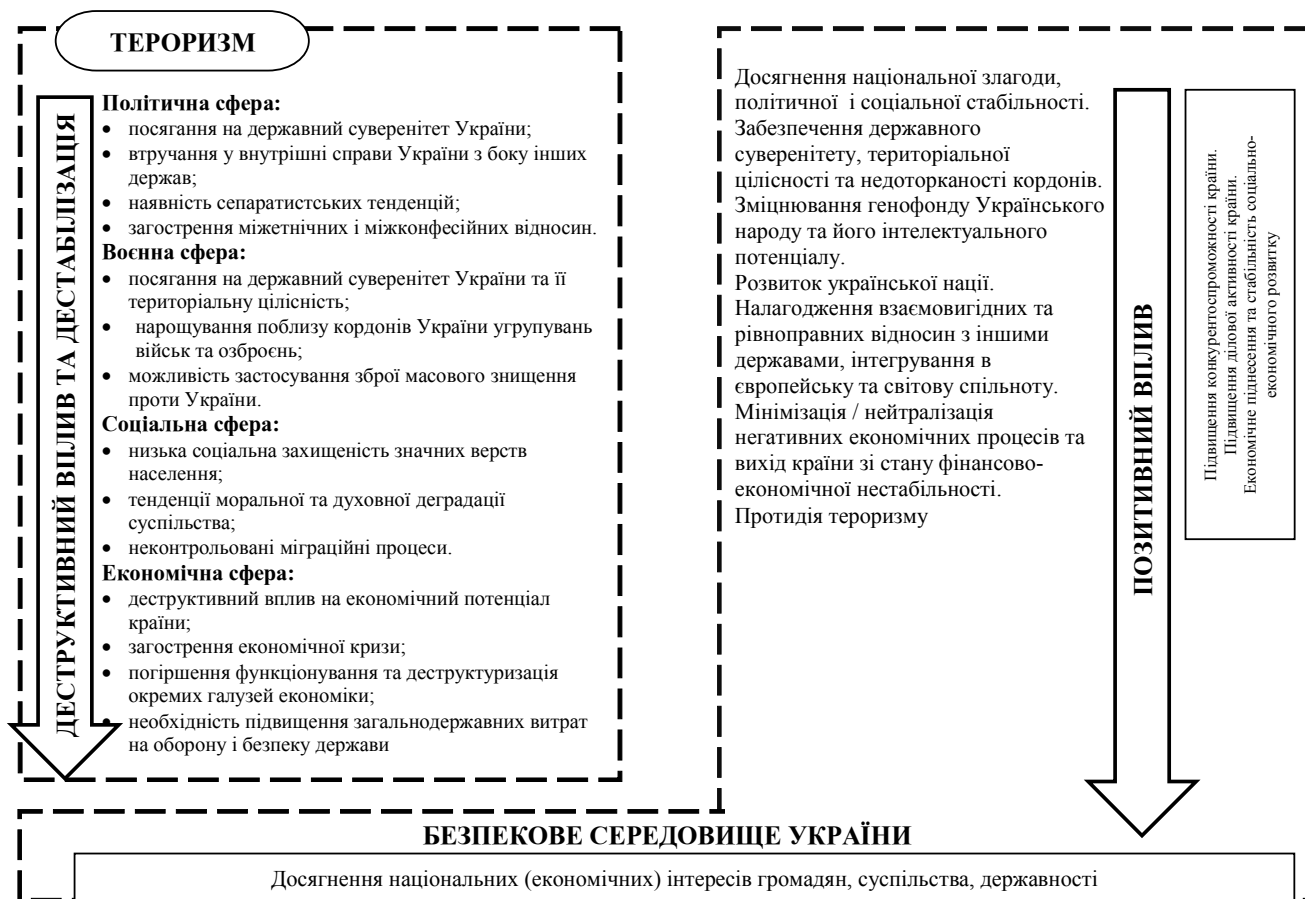 ТЕРОРИЗМ
ДЕСТРУКТИВНИЙ ВПЛИВ ТА ДЕСТАБІЛІЗАЦІЯ
Політична сфера:
• посягання на державний суверенітет України;
• втручання у внутрішні справи України з боку інших
держав;
• наявність сепаратистських тенденцій;
• загострення міжетнічних і міжконфесійних відносин.
Воєнна сфера:
• посягання на державний суверенітет України та її
територіальну цілісність;
• нарощування поблизу кордонів України угрупувань
військ та озброєнь;
• можливість застосування зброї масового знищення
проти України.
Соціальна сфера:
• низька соціальна захищеність значних верств
населення;
• тенденції моральної та духовної деградації
суспільства;
• неконтрольовані міграційні процеси.
Економічна сфера:
• деструктивний вплив на економічний потенціал
країни;
• загострення економічної кризи;
• погіршення функціонування та деструктуризація
окремих галузей економіки;
• необхідність підвищення загальнодержавних витрат
на оборону і безпеку держави
Досягнення національної злагоди,
політичної і соціальної стабільності.
Забезпечення державного
суверенітету, територіальної
цілісності та недоторканості кордонів.
Зміцнювання генофонду Українського
народу та його інтелектуального
потенціалу.
Розвиток української нації.
Налагодження взаємовигідних та
рівноправних відносин з іншими
державами, інтегрування в
європейську та світову спільноту.
Мінімізація / нейтралізація
негативних економічних процесів та
вихід країни зі стану фінансово-
економічної нестабільності.
Протидія тероризму
ПОЗИТИВНИЙ ВПЛИВ
Підвищення конкурентоспроможності країни.
Підвищення ділової активності країни.
Економічне піднесення та стабільність соціально-
економічного розвитку
БЕЗПЕКОВЕ СЕРЕДОВИЩЕ УКРАЇНИ
Досягнення національних (економічних) інтересів громадян, суспільства, державності